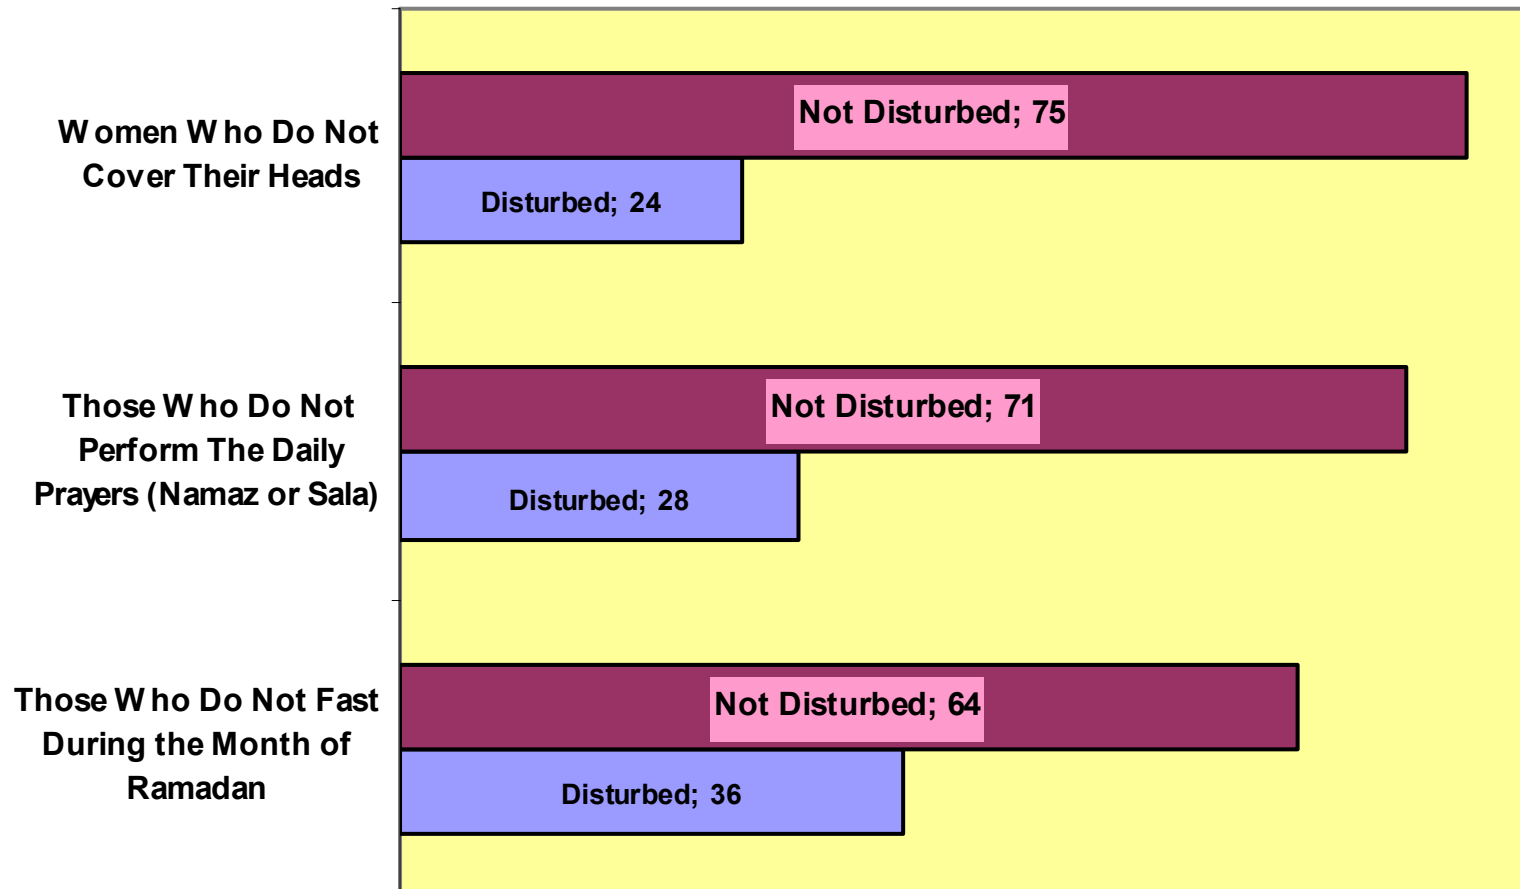 Women Who Do Not
Cover Their Heads
Not Disturbed; 75
Disturbed; 24
Those Who Do Not
Perform The Daily
Prayers (Namaz or Sala)
Not Disturbed; 71
Disturbed; 28
Those Who Do Not Fast
During the Month of
Ramadan
Not Disturbed; 64
Disturbed; 36